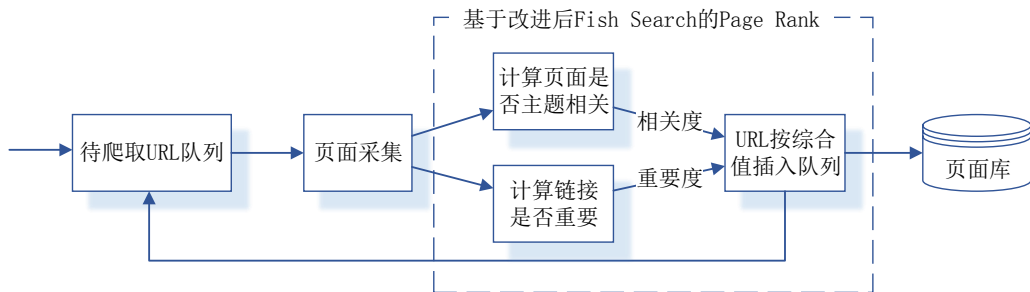 基于改进后Fish Search的Page Rank
计算页面是
否主题相关
相关度
待爬取URL队列
页面采集
URL按综合
值插入队列
页面库
重要度
计算链接
是否重要